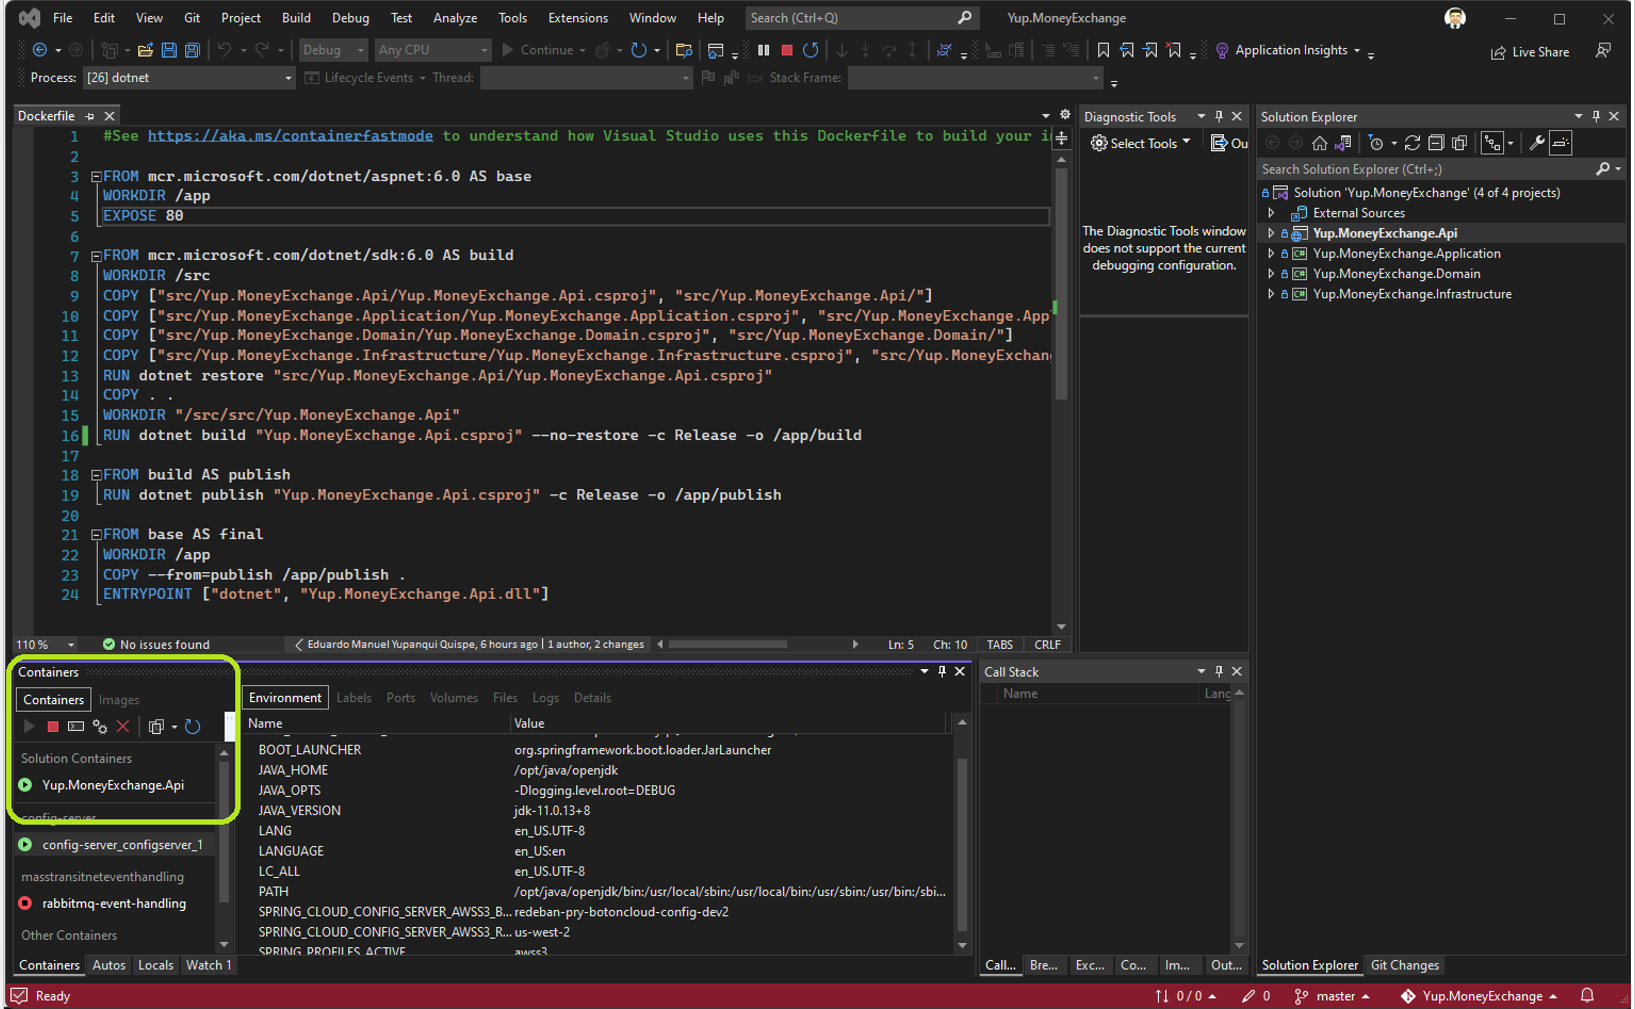 File Edit View Git Project Build Debug Test Analyze Tools Extensions Window Help Search (Ctrl+Q) Yup.MoneyExchange
Debug Any CPU Continue Application Insights Live Share
Process: [26] dotnet Lifecycle Events Thread: Stack Frame:
Dockerfile
1 #See https://aka.ms/containerfastmode to understand how Visual Studio uses this Dockerfile to build your i
2
3 FROM mcr.microsoft.com/dotnet/aspnet:6.0 AS base
4 WORKDIR /app
5 EXPOSE 80
6
7 FROM mcr.microsoft.com/dotnet/sdk:6.0 AS build
8 WORKDIR /src
9 COPY ["src/Yup.MoneyExchange.Api/Yup.MoneyExchange.Api.csproj", "src/Yup.MoneyExchange.Api/"]
10 COPY ["src/Yup.MoneyExchange.Application/Yup.MoneyExchange.Application.csproj", "src/Yup.MoneyExchange.App
11 COPY ["src/Yup.MoneyExchange.Domain/Yup.MoneyExchange.Domain.csproj", "src/Yup.MoneyExchange.Domain/"]
12 COPY ["src/Yup.MoneyExchange.Infrastructure/Yup.MoneyExchange.Infrastructure.csproj", "src/Yup.MoneyExchan
13 RUN dotnet restore "src/Yup.MoneyExchange.Api/Yup.MoneyExchange.Api.csproj"
14 COPY . .
15 WORKDIR "/src/src/Yup.MoneyExchange.Api"
16 RUN dotnet build "Yup.MoneyExchange.Api.csproj" --no-restore -c Release -o /app/build
17
18 FROM build AS publish
19 RUN dotnet publish "Yup.MoneyExchange.Api.csproj" -c Release -o /app/publish
20
21 FROM base AS final
22 WORKDIR /app
23 COPY --from=publish /app/publish .
24 ENTRYPOINT ["dotnet", "Yup.MoneyExchange.Api.dll"]
110 % No issues found Eduardo Manuel Yupanqui Quispe, 6 hours ago | 1 author, 2 changes Ln: 5 Ch: 10 TABS CRLF
Diagnostic Tools
Select Tools Ou
The Diagnostic Tools window
does not support the current
debugging configuration.
Solution Explorer
Search Solution Explorer (Ctrl+;)
Solution 'Yup.MoneyExchange' (4 of 4 projects)
External Sources
Yup.MoneyExchange.Api
Yup.MoneyExchange.Application
Yup.MoneyExchange.Domain
Yup.MoneyExchange.Infrastructure
Containers
Containers Images
Solution Containers
Yup.MoneyExchange.Api
config-server
config-server_configserver_1
masstransitneteventhandling
rabbitmq-event-handling
Other Containers
Environment Labels Ports Volumes Files Logs Details
Name Value
BOOT_LAUNCHER org.springframework.boot.loader.JarLauncher
JAVA_HOME /opt/java/openjdk
JAVA_OPTS -Dlogging.level.root=DEBUG
JAVA_VERSION jdk-11.0.13+8
LANG en_US.UTF-8
LANGUAGE en_US:en
LC_ALL en_US.UTF-8
PATH /opt/java/openjdk/bin:/usr/local/sbin:/usr/local/bin:/usr/sbin:/usr/bin:/sbi...
SPRING_CLOUD_CONFIG_SERVER_AWSS3_B... redeban-pry-botoncloud-config-dev2
SPRING_CLOUD_CONFIG_SERVER_AWSS3_R... us-west-2
SPRING_PROFILES_ACTIVE awss3
Call Stack
Name Lang
Containers Autos Locals Watch 1
Call... Bre... Exc... Co... Im... Out...
Solution Explorer Git Changes
Ready 0 / 0 0 master Yup.MoneyExchange